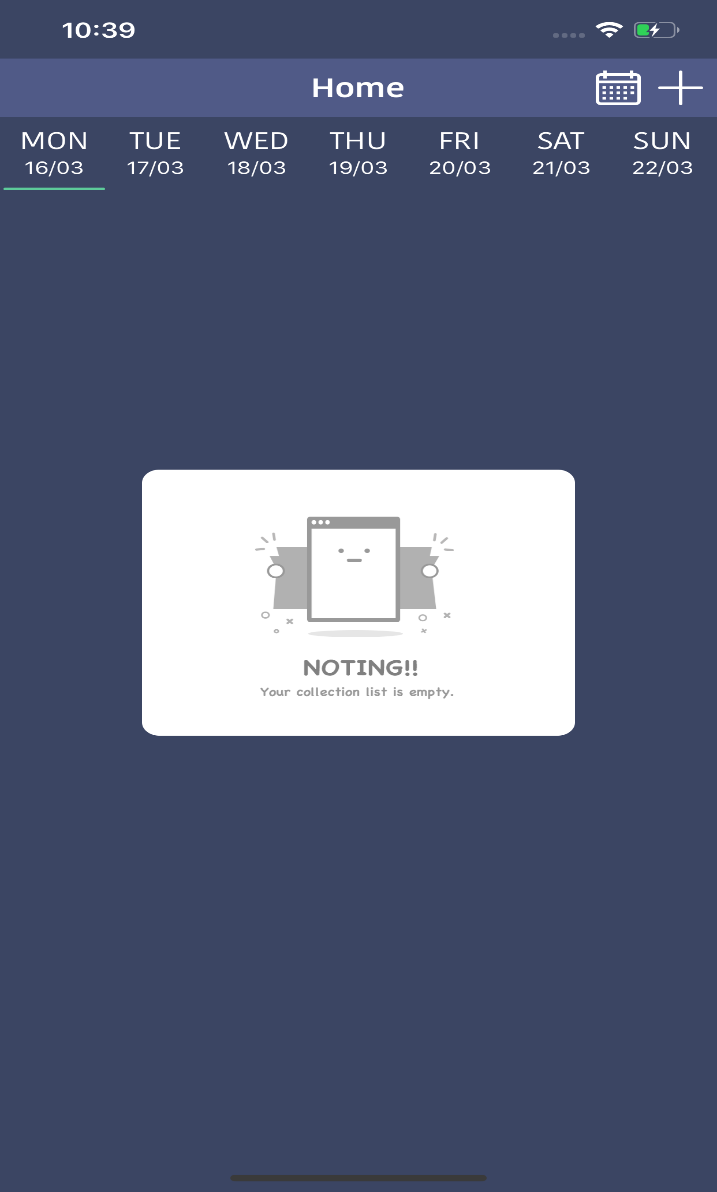 10:39
Home
MON TUE WED THU FRI SAT SUN
16/03 17/03 18/03 19/03 20/03 21/03 22/03
NOTING!!
Your collection list is empty.